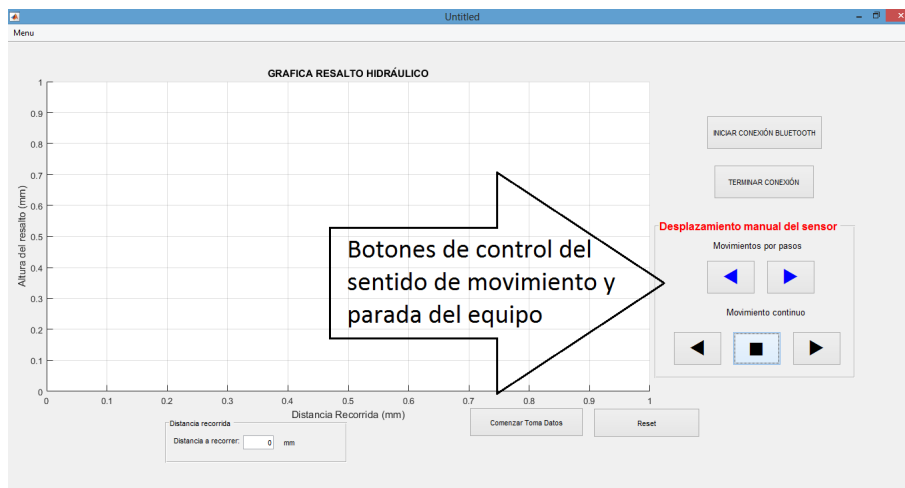 Untitled
Menu
GRAFICA RESALTO HIDRÁULICO
1
0.9
0.8
0.7
0.6
0.5
0.4
0.3
0.2
0.1
0
Altura del resalto (mm)
0 0.1 0.2 0.3 0.4 0.5 0.6 0.7 0.8 0.9 1
Distancia Recorrida (mm)
Botones de control del
sentido de movimiento y
parada del equipo
INICIAR CONEXIÓN BLUETOOTH
TERMINAR CONEXIÓN
Desplazamiento manual del sensor
Movimientos por pasos
Movimiento continuo
Distancia recorrida
Distancia a recorrer: 0 mm
Comenzar Toma Datos
Reset